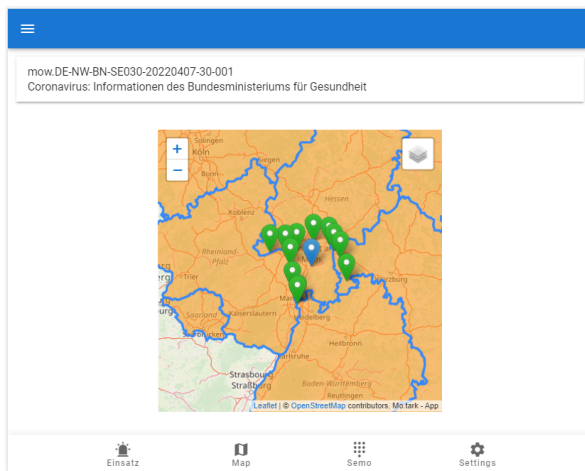 mow.DE-NW-BN-SE030-20220407-30-001
Coronavirus: Informationen des Bundesministeriums für Gesundheit
+
−
Solingen
Köln
Bonn
Siegen
Hessen
Koblenz
Rheinland-
Pfalz
Trier
Saarland
Kaiserslautern
Heidelberg
Heilbronn
Karlsruhe
Strasbourg
Straßburg
Baden-Württemberg
Reutlingen
Leaflet | © OpenStreetMap contributors, Mo.tark - App
Einsatz
Map
Semo
Settings